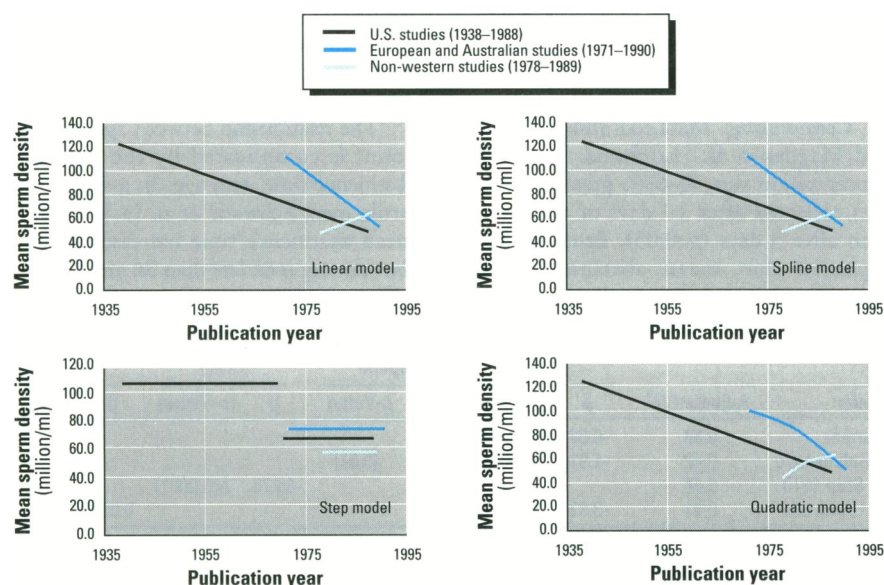 U.S. studies (1938–1988)
European and Australian studies (1971–1990)
Non-western studies (1978–1989)
Mean sperm density
(million/ml)
140.0
120.0
100.0
80.0
60.0
40.0
20.0
0.0
Linear model
1935
1955
1975
1995
Publication year
Mean sperm density
(million/ml)
140.0
120.0
100.0
80.0
60.0
40.0
20.0
0.0
Spline model
1935
1955
1975
1995
Publication year
Mean sperm density
(million/ml)
120.0
100.0
80.0
60.0
40.0
20.0
0.0
Step model
1935
1955
1975
1995
Publication year
Mean sperm density
(million/ml)
140.0
120.0
100.0
80.0
60.0
40.0
20.0
0.0
Quadratic model
1935
1955
1975
1995
Publication year